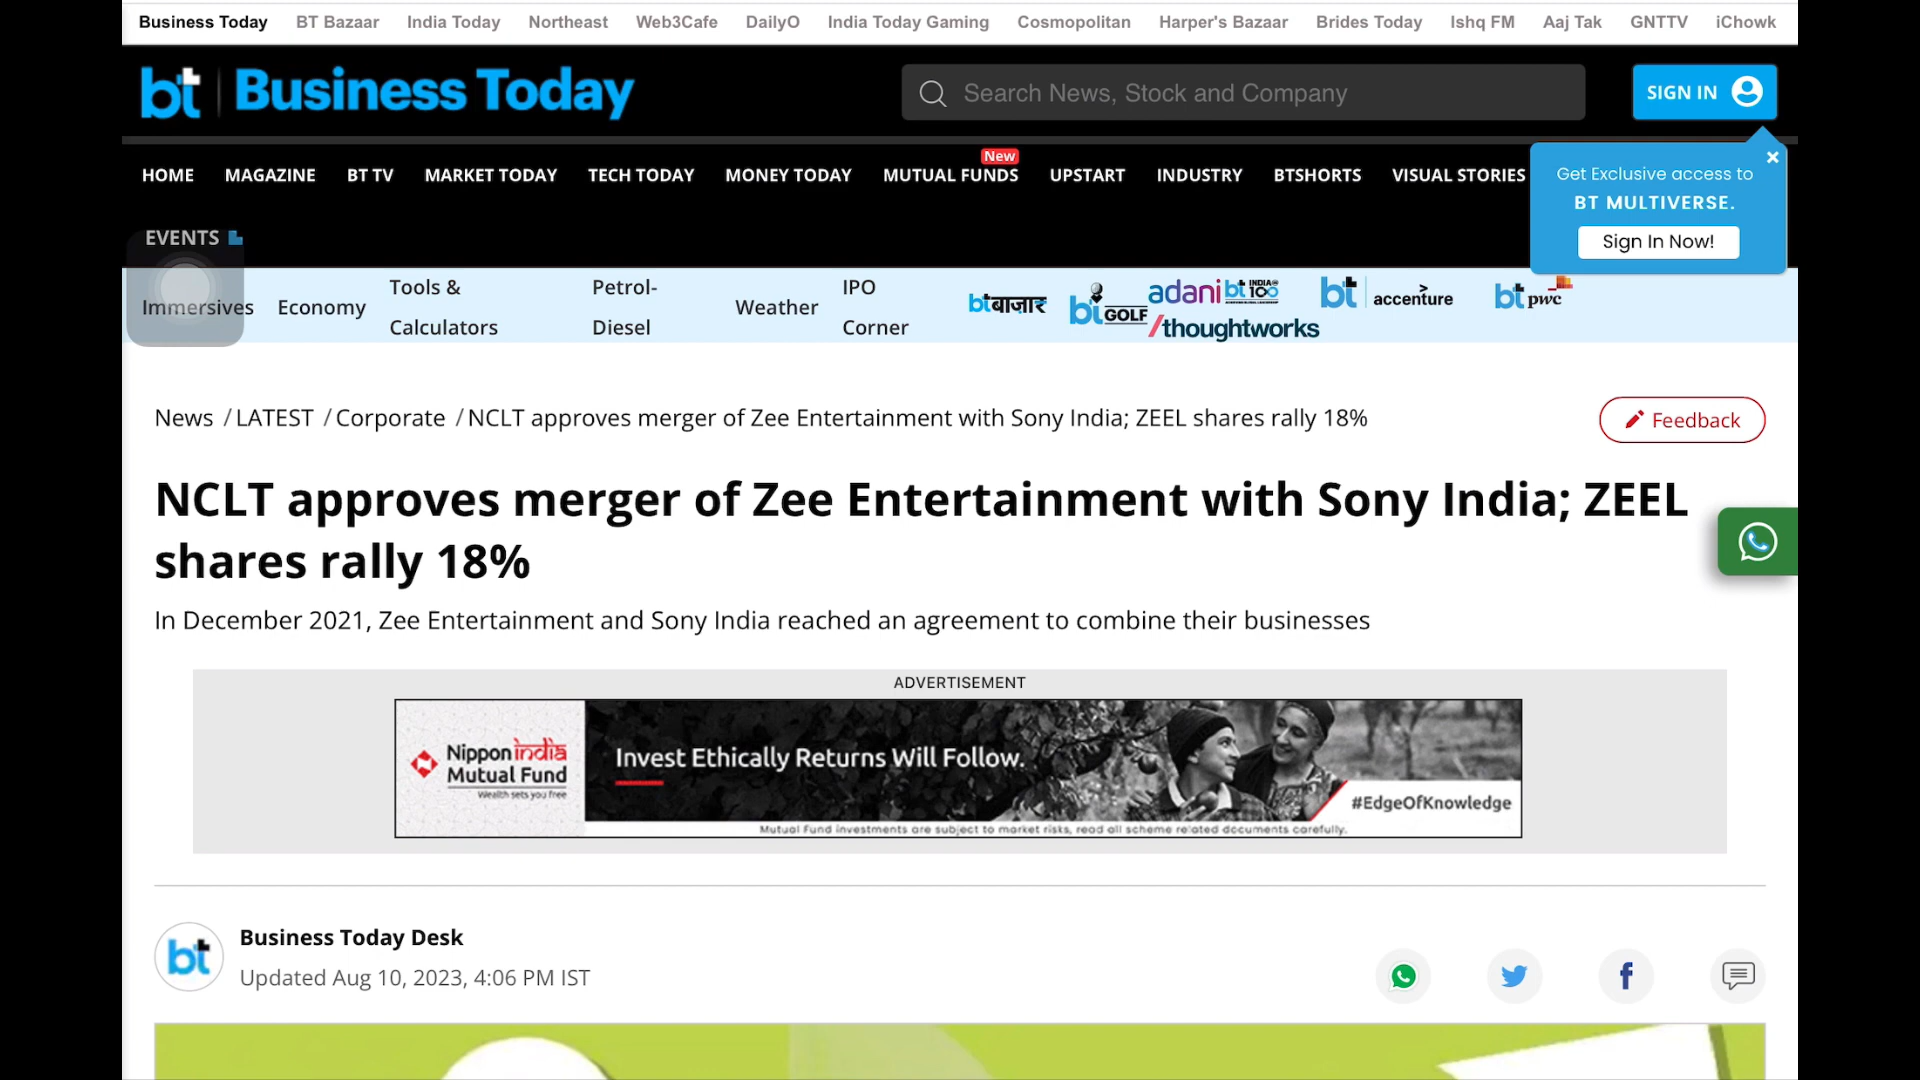 Business Today BT Bazaar India Today Northeast Web3Cafe DailyO India Today Gaming Cosmopolitan Harper's Bazaar Brides Today Ishq FM Aaj Tak GNTTV iChowk
bt Business Today
Search News, Stock and Company
SIGN IN
HOME MAGAZINE BT TV MARKET TODAY TECH TODAY MONEY TODAY MUTUAL FUNDS New UPSTART INDUSTRY BTSHORTS VISUAL STORIES
Get Exclusive access to
BT MULTIVERSE.
Sign In Now!
EVENTS
Immersives Economy Tools & Calculators Petrol-Diesel Weather IPO Corner
btबाज़ार
bt GOLF
adani bt INDIA@100
/thoughtworks
bt accenture
bt pwc
News / LATEST / Corporate / NCLT approves merger of Zee Entertainment with Sony India; ZEEL shares rally 18%
Feedback
NCLT approves merger of Zee Entertainment with Sony India; ZEEL
shares rally 18%
In December 2021, Zee Entertainment and Sony India reached an agreement to combine their businesses
ADVERTISEMENT
Nippon india
Mutual Fund
Wealth sets you free
Invest Ethically Returns Will Follow.
#EdgeOfKnowledge
Mutual Fund investments are subject to market risks, read all scheme related documents carefully.
bt
Business Today Desk
Updated Aug 10, 2023, 4:06 PM IST